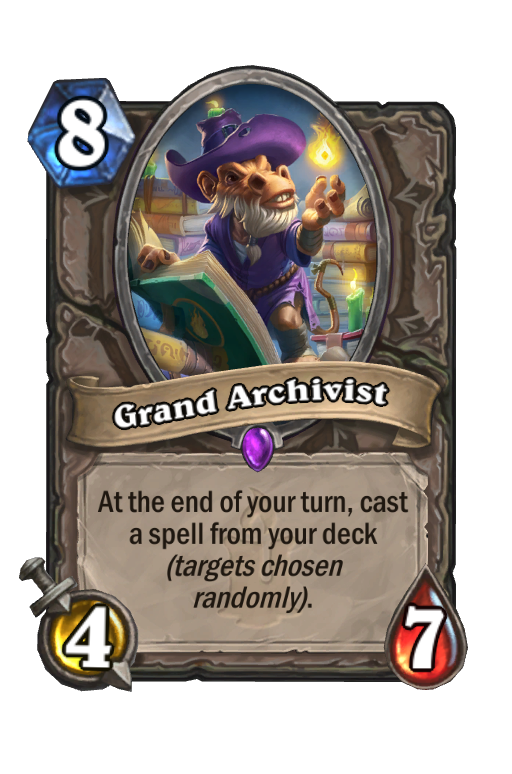 8
Grand Archivist
At the end of your turn, cast
a spell from your deck
(targets chosen
randomly).
4
7